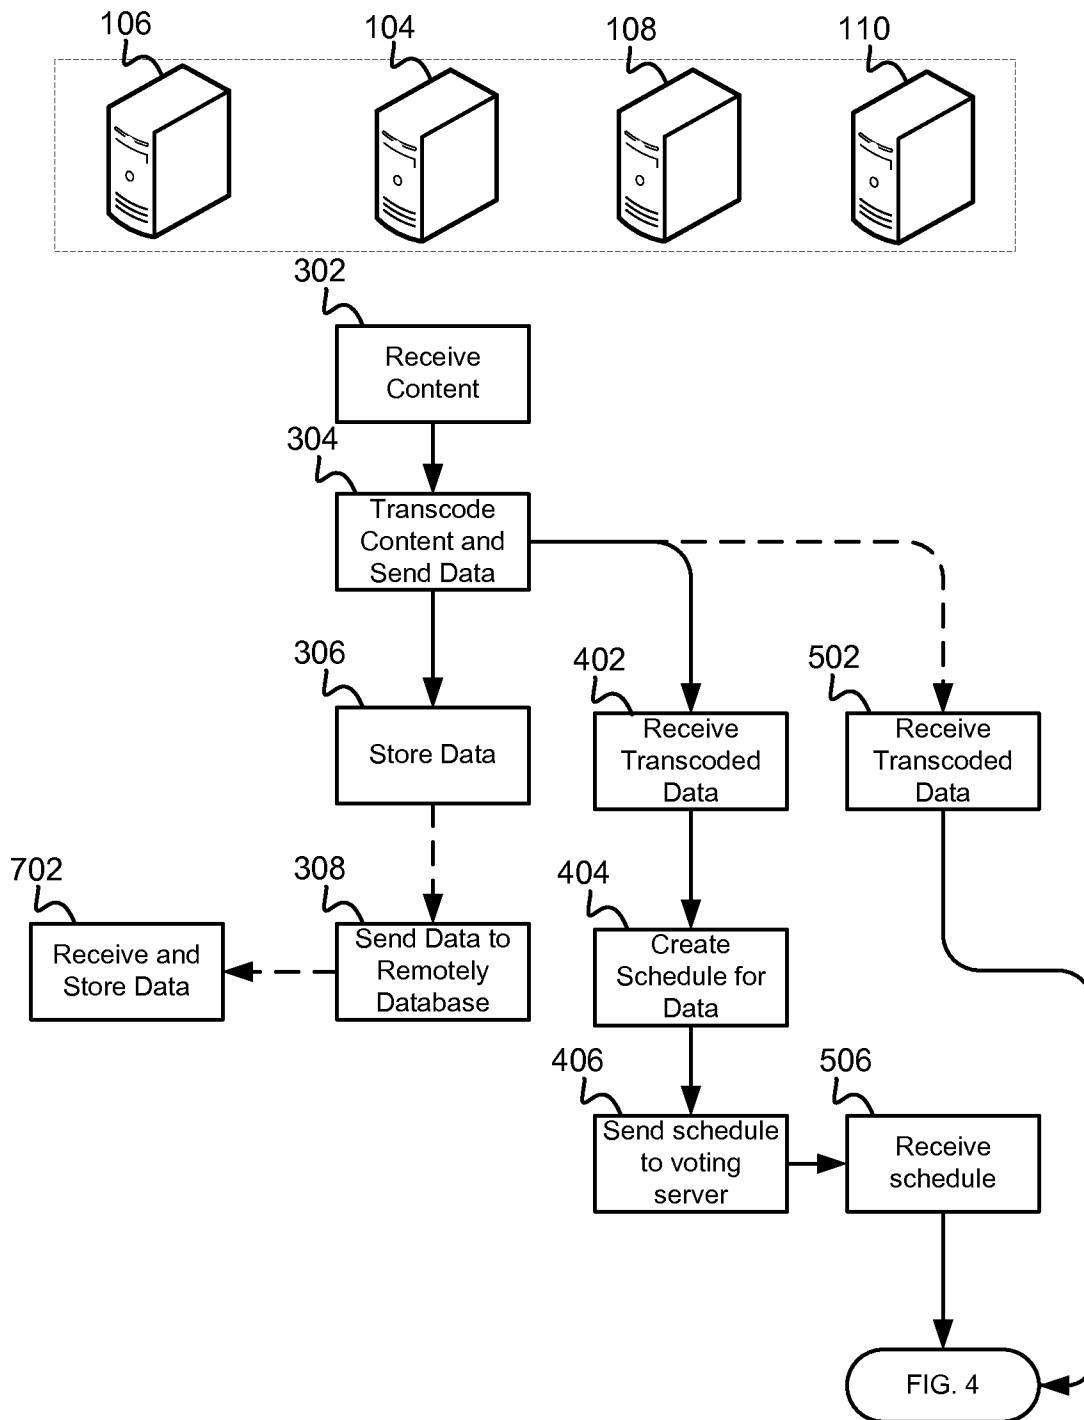 106
104
108
110
302
Receive
Content
304
Transcode
Content and
Send Data
306
Store Data
402
Receive
Transcoded
Data
502
Receive
Transcoded
Data
702
Receive and
Store Data
308
Send Data to
Remotely
Database
404
Create
Schedule for
Data
406
Send schedule
to voting
server
506
Receive
schedule
FIG. 4